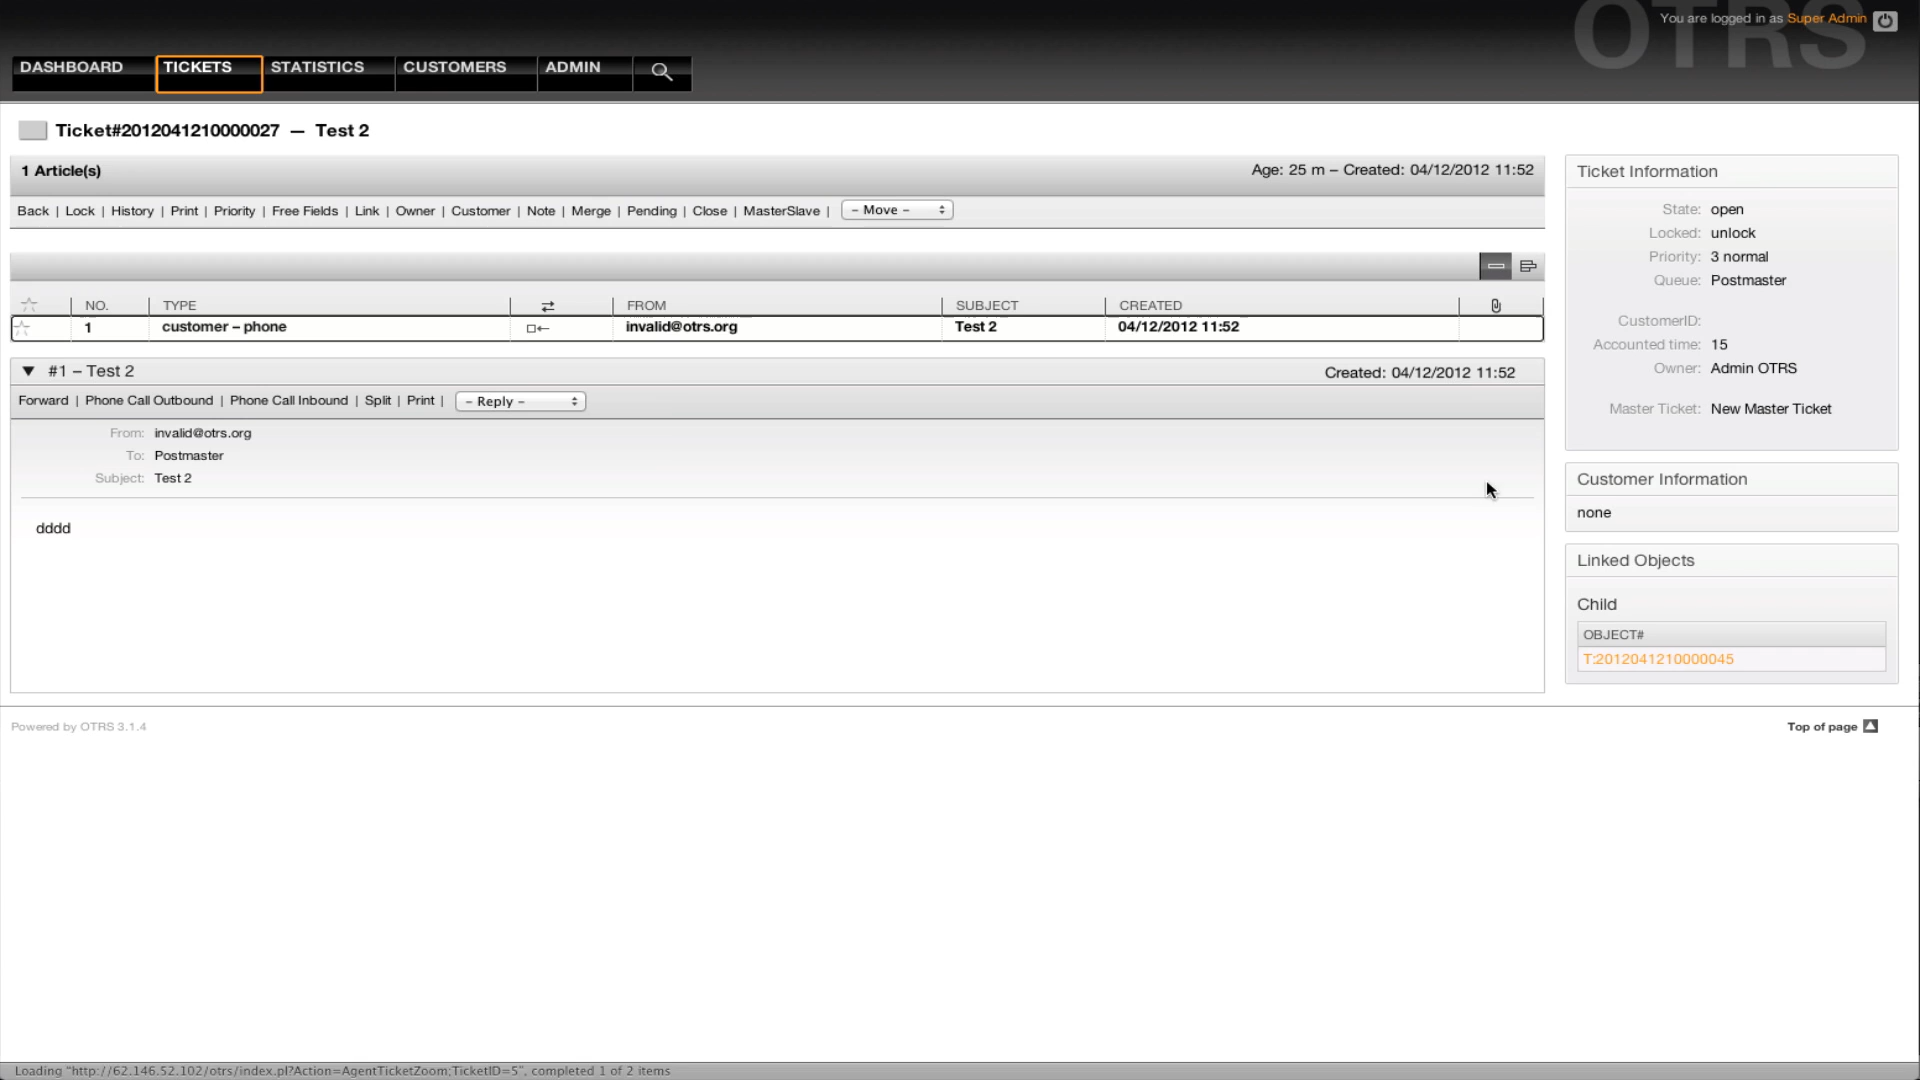 OTRS
You are logged in as Super Admin
DASHBOARD TICKETS STATISTICS CUSTOMERS ADMIN
Ticket#2012041210000027 — Test 2
1 Article(s) Age: 25 m – Created: 04/12/2012 11:52
Back | Lock | History | Print | Priority | Free Fields | Link | Owner | Customer | Note | Merge | Pending | Close | MasterSlave | – Move –
NO. TYPE FROM SUBJECT CREATED
1 customer – phone invalid@otrs.org Test 2 04/12/2012 11:52
#1 – Test 2 Created: 04/12/2012 11:52
Forward | Phone Call Outbound | Phone Call Inbound | Split | Print | – Reply –
From: invalid@otrs.org
To: Postmaster
Subject: Test 2
dddd
Ticket Information
State: open
Locked: unlock
Priority: 3 normal
Queue: Postmaster
CustomerID:
Accounted time: 15
Owner: Admin OTRS
Master Ticket: New Master Ticket
Customer Information
none
Linked Objects
Child
OBJECT#
T:2012041210000045
Powered by OTRS 3.1.4 Top of page
Loading "http://62.146.52.102/otrs/index.pl?Action=AgentTicketZoom;TicketID=5", completed 1 of 2 items